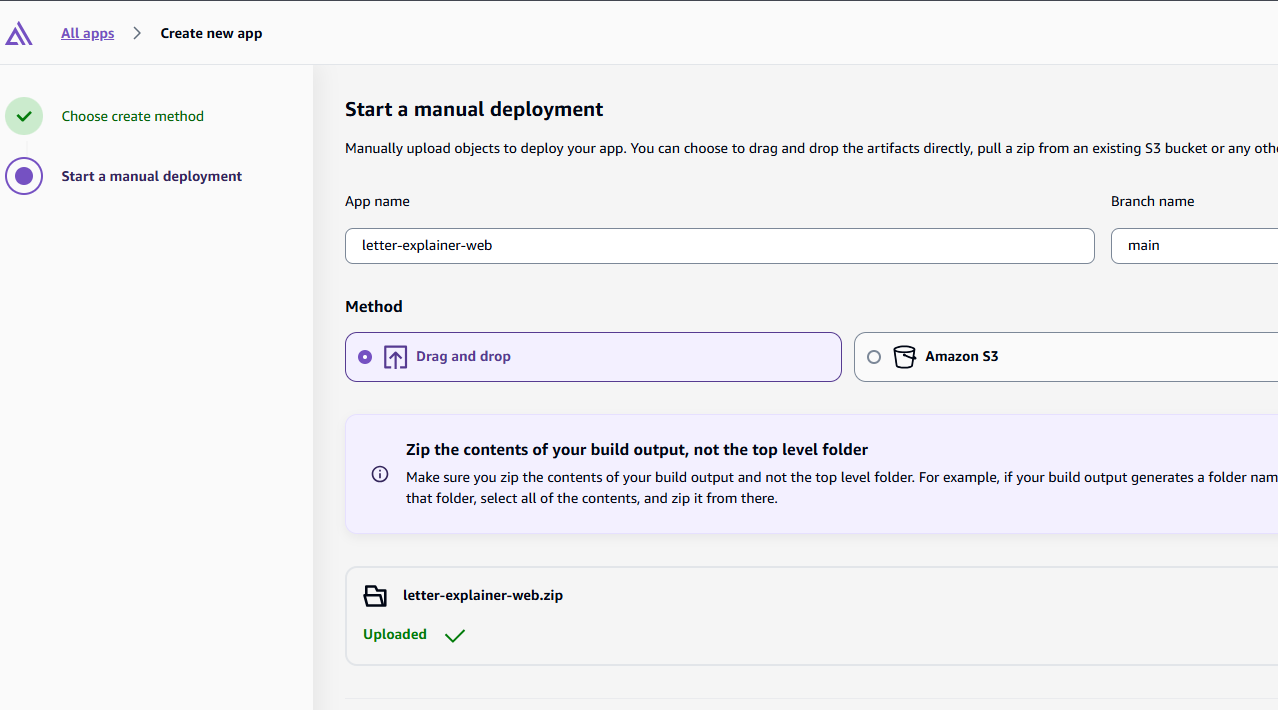 All apps > Create new app
Choose create method
Start a manual deployment
Start a manual deployment
Manually upload objects to deploy your app. You can choose to drag and drop the artifacts directly, pull a zip from an existing S3 bucket or any
App name
Branch name
letter-explainer-web
main
Method
Drag and drop
Amazon S3
Zip the contents of your build output, not the top level folder
Make sure you zip the contents of your build output and not the top level folder. For example, if your build output generates a folder
that folder, select all of the contents, and zip it from there.
letter-explainer-web.zip
Uploaded